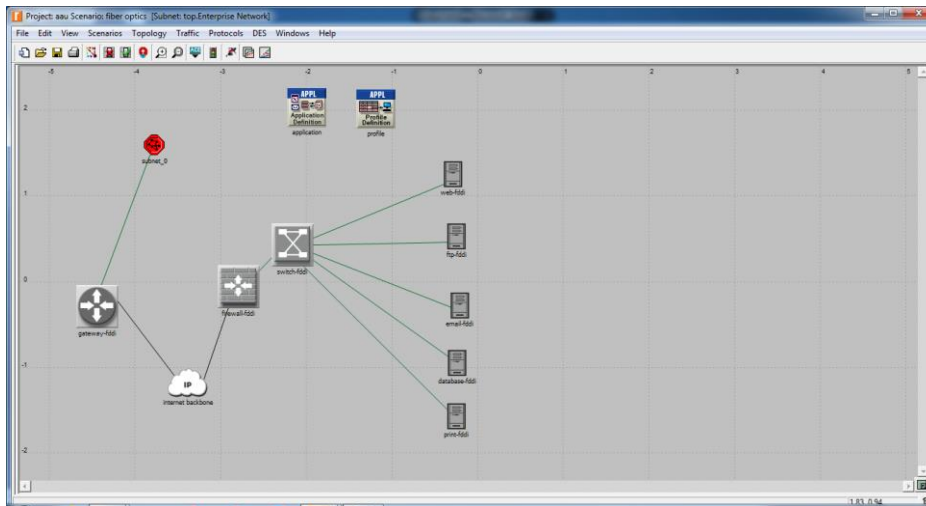 Project: aau Scenario: fiber optics [Subnet: top.Enterprise Network]
File Edit View Scenarios Topology Traffic Protocols DES Windows Help
-5 -4 -3 -2 -1 0 1 2 3 4 5
APPL
Application
Definition
application
APPL
Profile
Definition
profile
2
subnet_0
1
web-fddi
ftp-fddi
switch-fddi
0
firewall-fddi
email-fddi
gateway-fddi
-1
IP
internet backbone
database-fddi
print-fddi
-2
1.83, 0.94